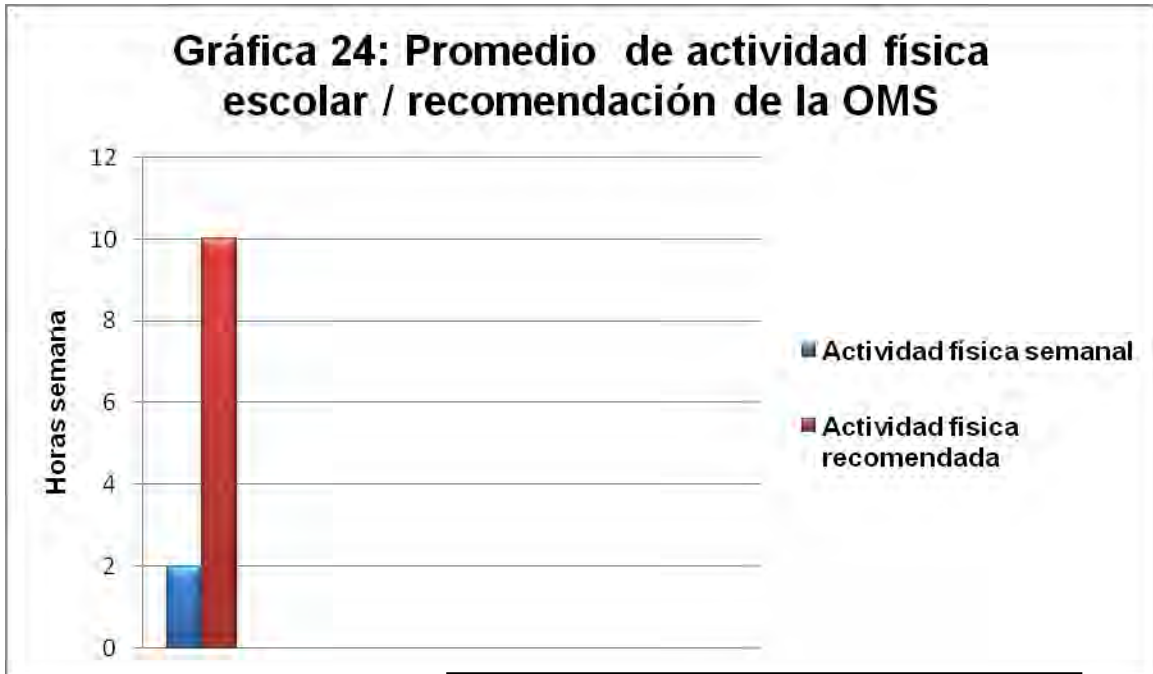 Gráfica 24: Promedio de actividad física
escolar / recomendación de la OMS
12
10
8
6
4
2
0
Horas semana
Actividad física semanal
Actividad fisica
recomendada